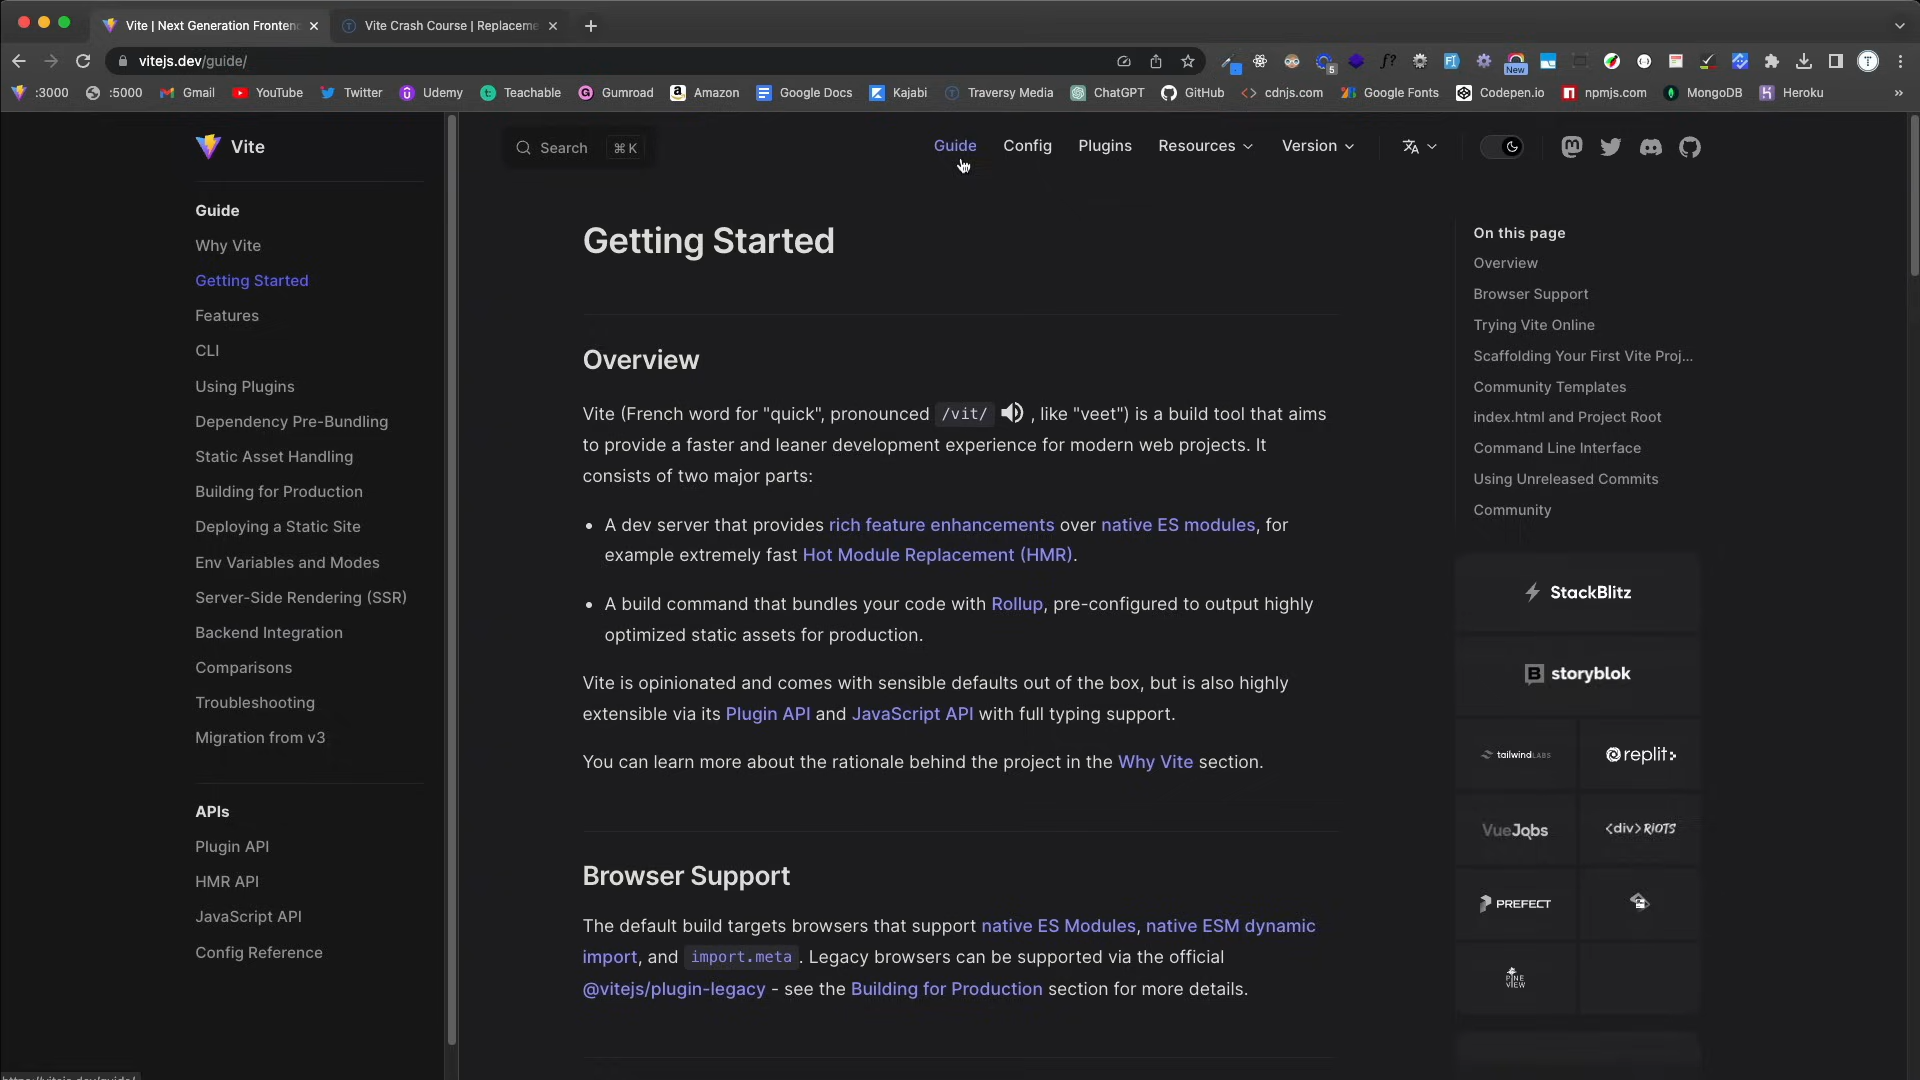 Vite | Next Generation Fronten
Vite Crash Course | Replaceme
vitejs.dev/guide/
5
f?
New
T
:3000
:5000
Gmail
YouTube
Twitter
Udemy
Teachable
Gumroad
Amazon
Google Docs
Kajabi
Traversy Media
ChatGPT
GitHub
cdnjs.com
Google Fonts
Codepen.io
npmjs.com
MongoDB
Heroku
»
Vite
Search ⌘ K
Guide
Config
Plugins
Resources
Version
Guide
Why Vite
Getting Started
Features
CLI
Using Plugins
Dependency Pre-Bundling
Static Asset Handling
Building for Production
Deploying a Static Site
Env Variables and Modes
Server-Side Rendering (SSR)
Backend Integration
Comparisons
Troubleshooting
Migration from v3
APIs
Plugin API
HMR API
JavaScript API
Config Reference
Getting Started
Overview
Vite (French word for "quick", pronounced /vit/ , like "veet") is a build tool that aims
to provide a faster and leaner development experience for modern web projects. It
consists of two major parts:
• A dev server that provides rich feature enhancements over native ES modules, for
example extremely fast Hot Module Replacement (HMR).
• A build command that bundles your code with Rollup, pre-configured to output highly
optimized static assets for production.
Vite is opinionated and comes with sensible defaults out of the box, but is also highly
extensible via its Plugin API and JavaScript API with full typing support.
You can learn more about the rationale behind the project in the Why Vite section.
Browser Support
The default build targets browsers that support native ES Modules, native ESM dynamic
import, and import.meta . Legacy browsers can be supported via the official
@vitejs/plugin-legacy - see the Building for Production section for more details.
On this page
Overview
Browser Support
Trying Vite Online
Scaffolding Your First Vite Proj...
Community Templates
index.html and Project Root
Command Line Interface
Using Unreleased Commits
Community
StackBlitz
storyblok
tailwind LABS
replit
VueJobs
<div>RIOTS
PREFECT
PINE
VIEW